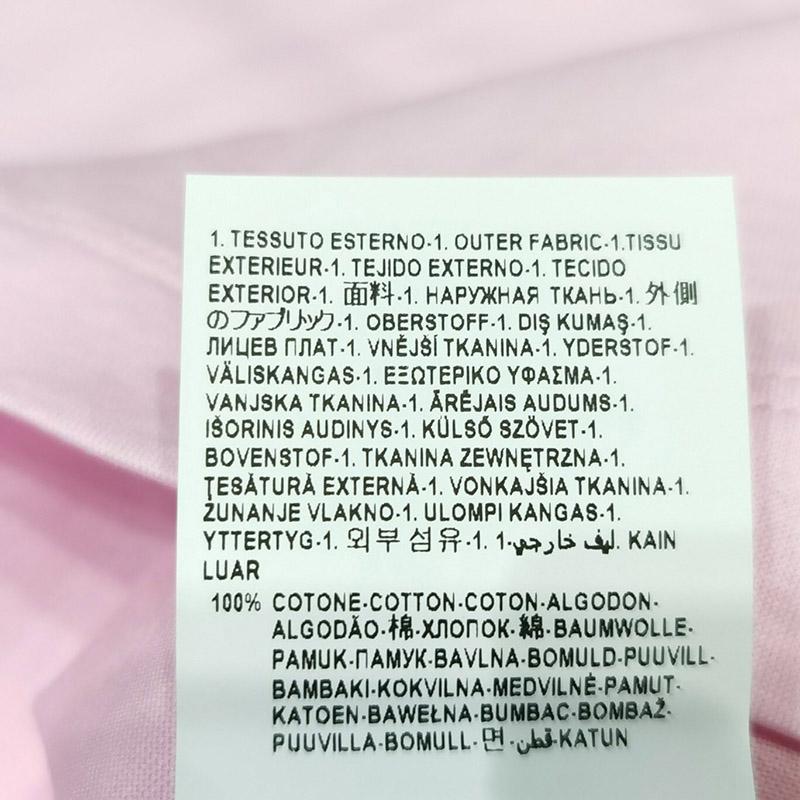 1. TESSUTO ESTERNO-1. OUTER FABRIC-1.TISSU
EXTERIEUR-1. TEJIDO EXTERNO-1. TECIDO
EXTERIOR-1. 面料-1. НАРУЖНАЯ ТКАНЬ-1. 外側
のファブリック-1. OBERSTOFF-1. DIŞ KUMAŞ-1.
ЛИЦЕВ ПЛАТ-1. VNĚJŠÍ TKANINA-1. YDERSTOF-1.
VÄLISKANGAS-1. ΕΞΩΤΕΡΙΚΟ ΥΦΑΣΜΑ-1.
VANJSKA TKANINA-1. ĀRĒJAIS AUDUMS-1.
IŠORINIS AUDINYS-1. KÜLSŐ SZÖVET-1.
BOVENSTOF-1. TKANINA ZEWNĘTRZNA-1.
ŢESĂTURĂ EXTERNĂ-1. VONKAJŠIA TKANINA-1.
ZUNANJE VLAKNO-1. ULOMPI KANGAS-1.
YTTERTYG-1. 외부 섬유-1. 1-ليف خارجي. KAIN
LUAR
100% COTONE-COTTON-COTON-ALGODON-
ALGODÃO-棉-ХЛОПОК-綿-BAUMWOLLE-
PAMUK-ПАМУК-BAVLNA-BOMULD-PUUVILL-
BAMBAKI-KOKVILNA-MEDVILNĖ-PAMUT-
KATOEN-BAWEŁNA-BUMBAC-BOMBAŽ-
PUUVILLA-BOMULL-면-قطن-KATUN